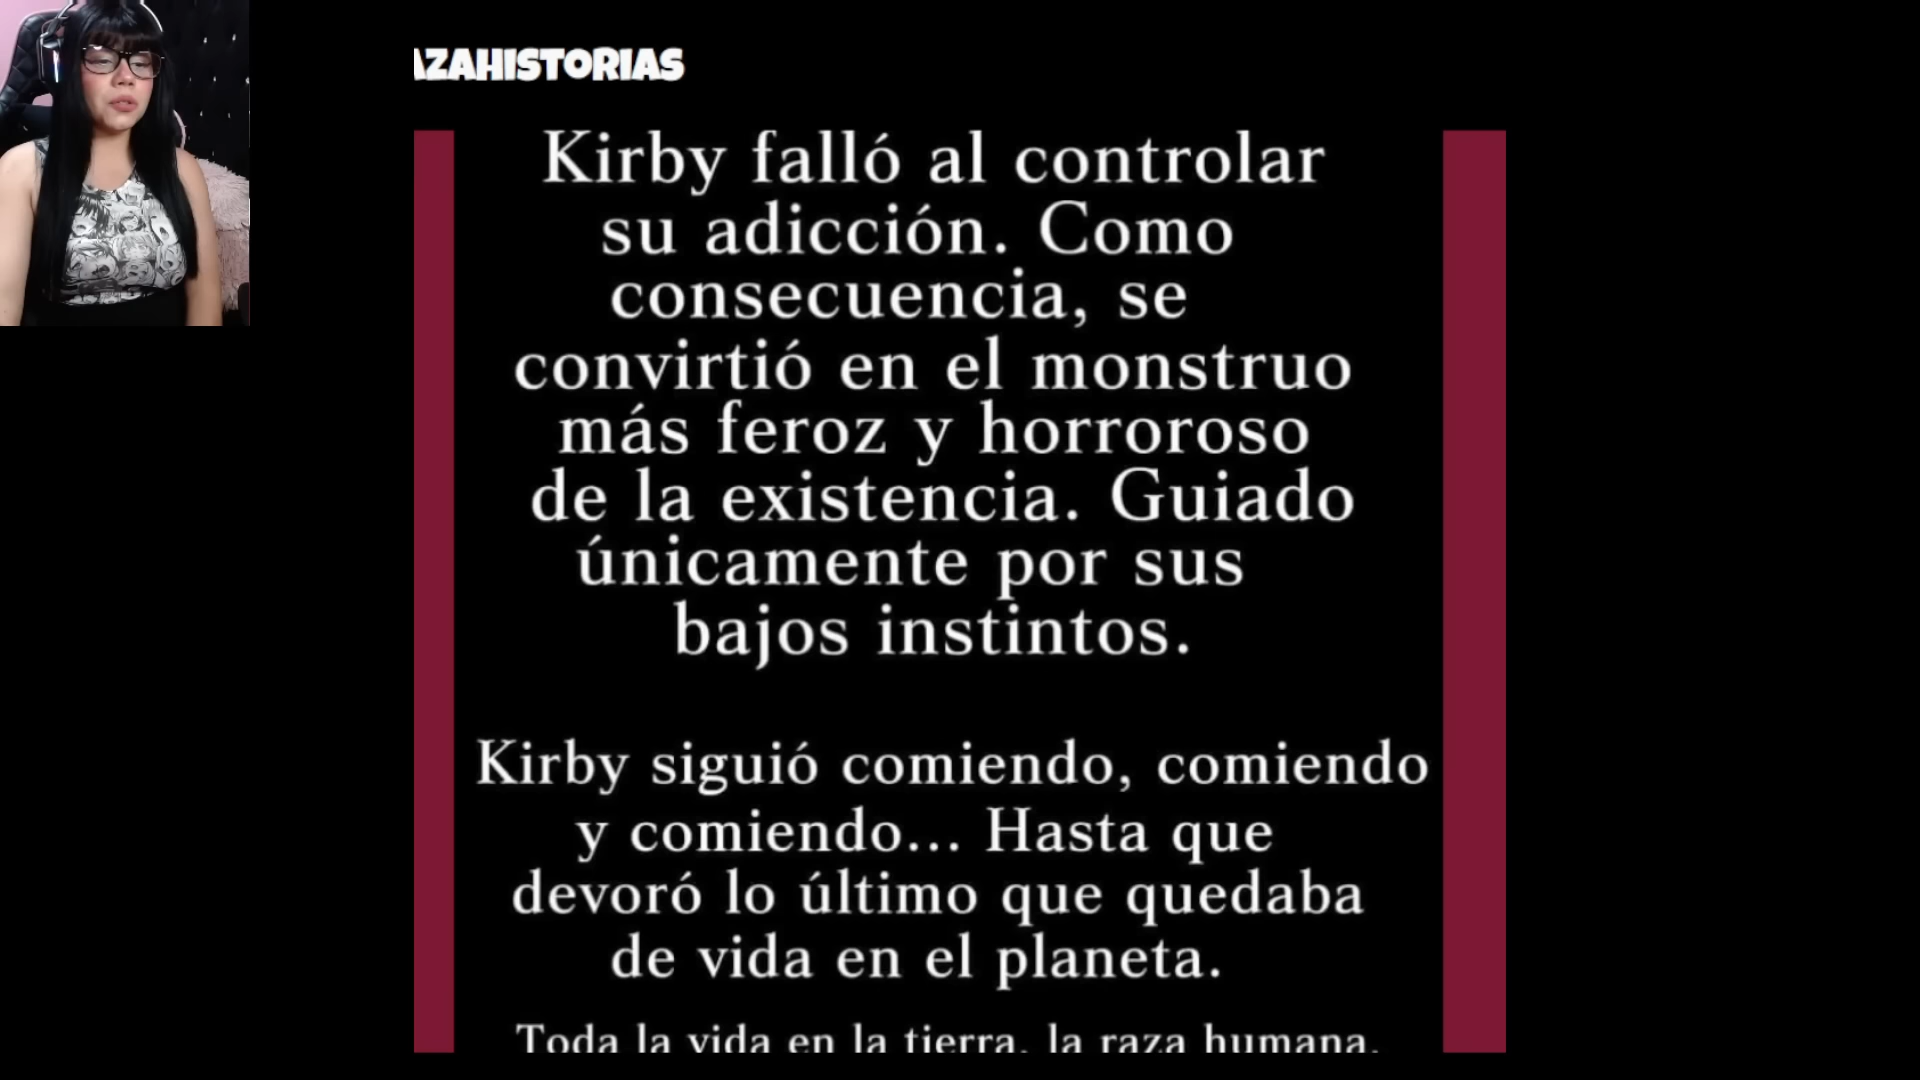 AZAHISTORIAS
Kirby falló al controlar
su adicción. Como
consecuencia, se
convirtió en el monstruo
más feroz y horroroso
de la existencia. Guiado
únicamente por sus
bajos instintos.
Kirby siguió comiendo, comiendo
y comiendo... Hasta que
devoró lo último que quedaba
de vida en el planeta.
Toda la vida en la tierra, la raza humana,